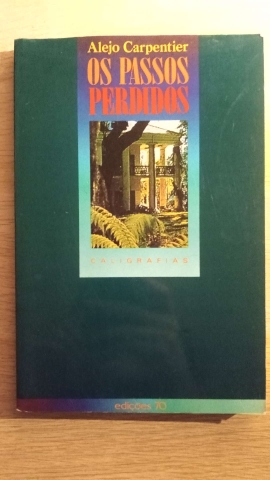 Alejo Carpentier
OS PASSOS
PERDIDOS
CALIGRAFIAS
edições 70